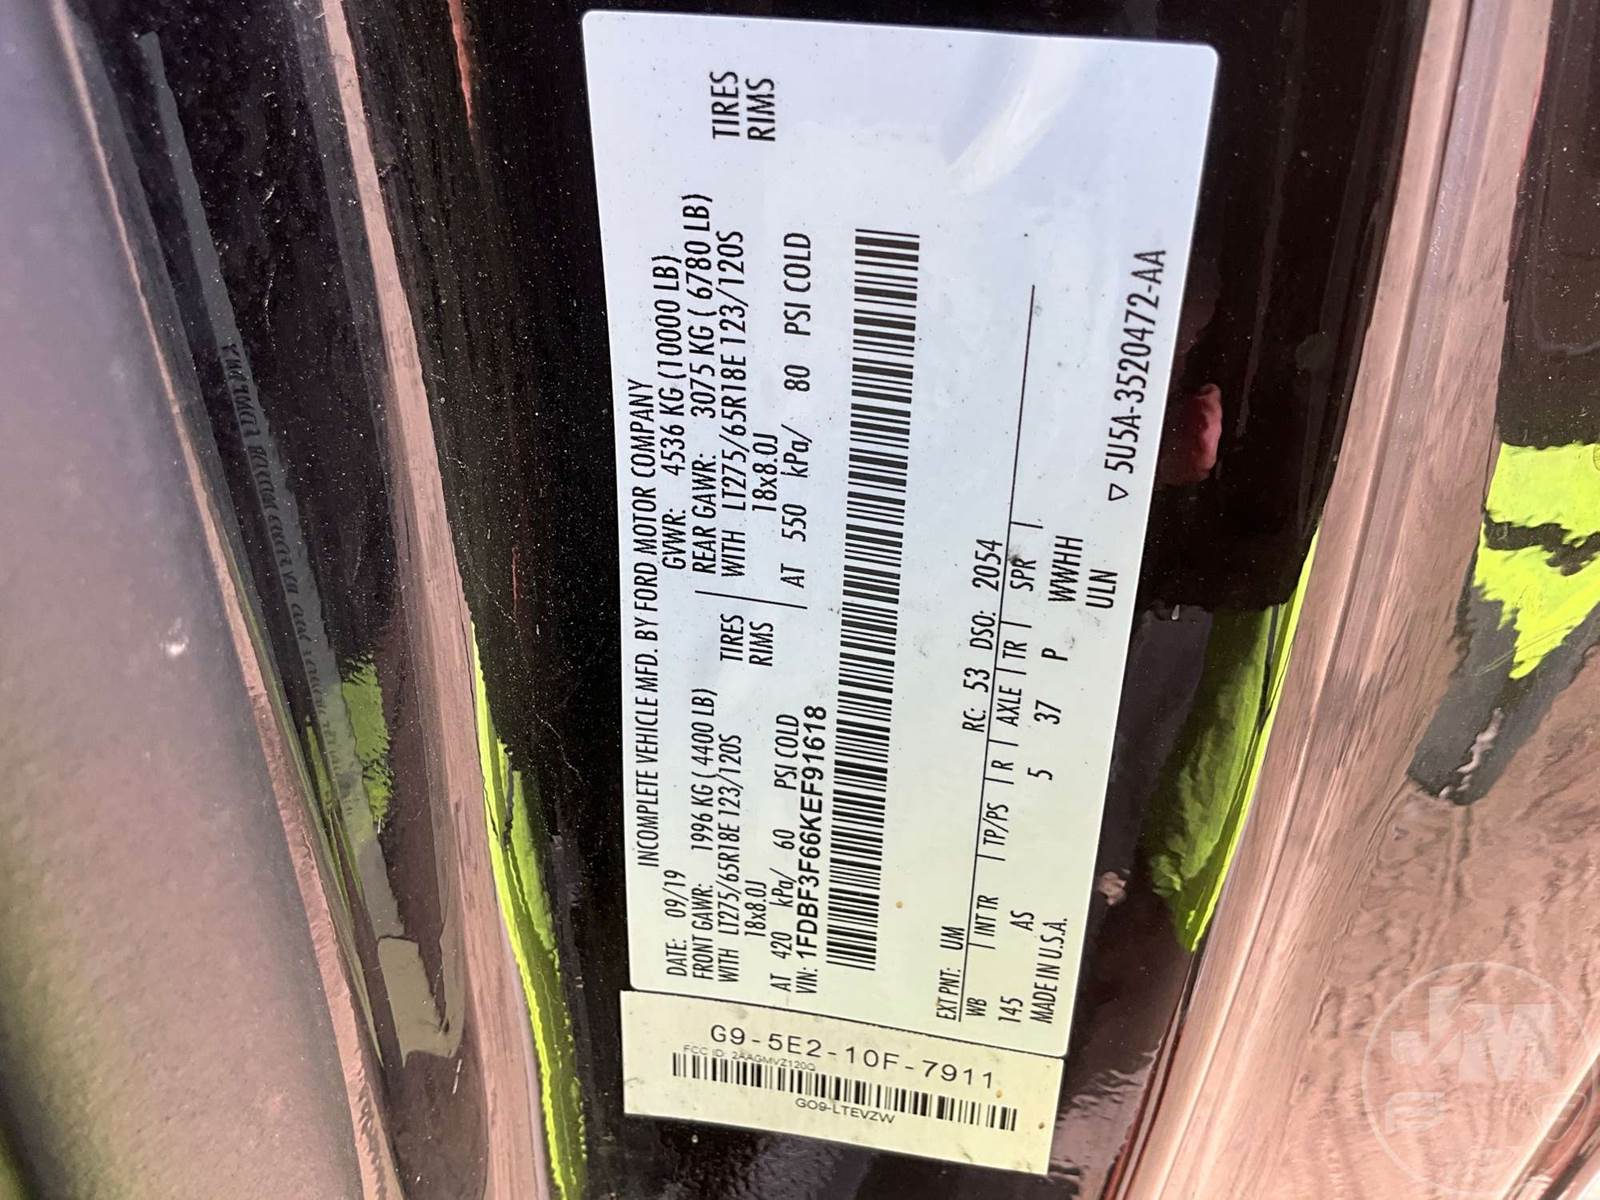 INCOMPLETE VEHICLE MFD. BY FORD MOTOR COMPANY
DATE: 09/19 GVWR: 4536 KG (10000 LB)
FRONT GAWR: 1996 KG ( 4400 LB) REAR GAWR: 3075 KG ( 6780 LB)
WITH LT275/65R18E 123/120S TIRES WITH LT275/65R18E 123/120S TIRES
18x8.0J RIMS 18x8.0J RIMS
AT 420 kPa/ 60 PSI COLD AT 550 kPa/ 80 PSI COLD
VIN: 1FDBF3F66KEF91618
EXT PNT: UM RC: 53 DSO: 2054
WB INT TR TP/PS R AXLE TR SPR
145 AS 5 37 P WWHH
MADE IN U.S.A. ULN
▽ 5U5A-3520472-AA
G9-5E2-10F-7911
FCC ID: 2AAGMVZ120G
GO9-LTEVZW
JM